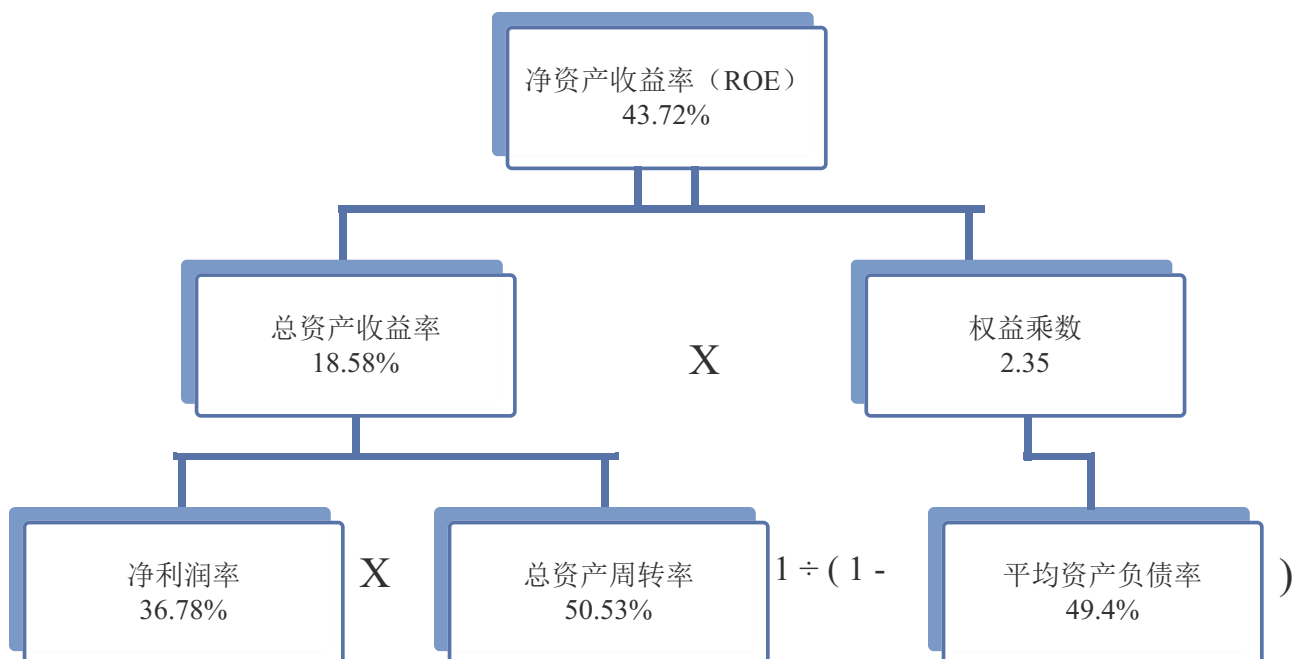 净资产收益率（ROE）
43.72%
总资产收益率
18.58%
X
权益乘数
2.35
净利润率
36.78%
X
总资产周转率
50.53%
1 ÷ ( 1 -
平均资产负债率
49.4%
)